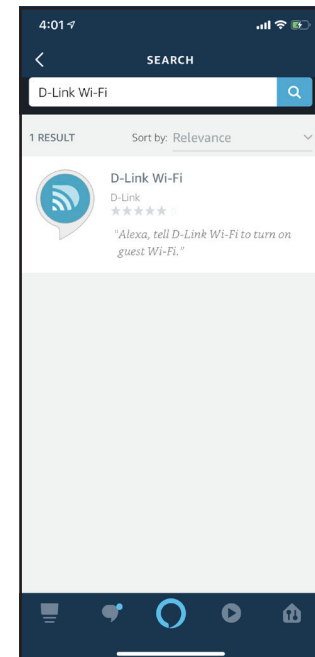 4:01
SEARCH
D-Link Wi-Fi
1 RESULT Sort by: Relevance
D-Link Wi-Fi
D-Link
"Alexa, tell D-Link Wi-Fi to turn on
guest Wi-Fi."